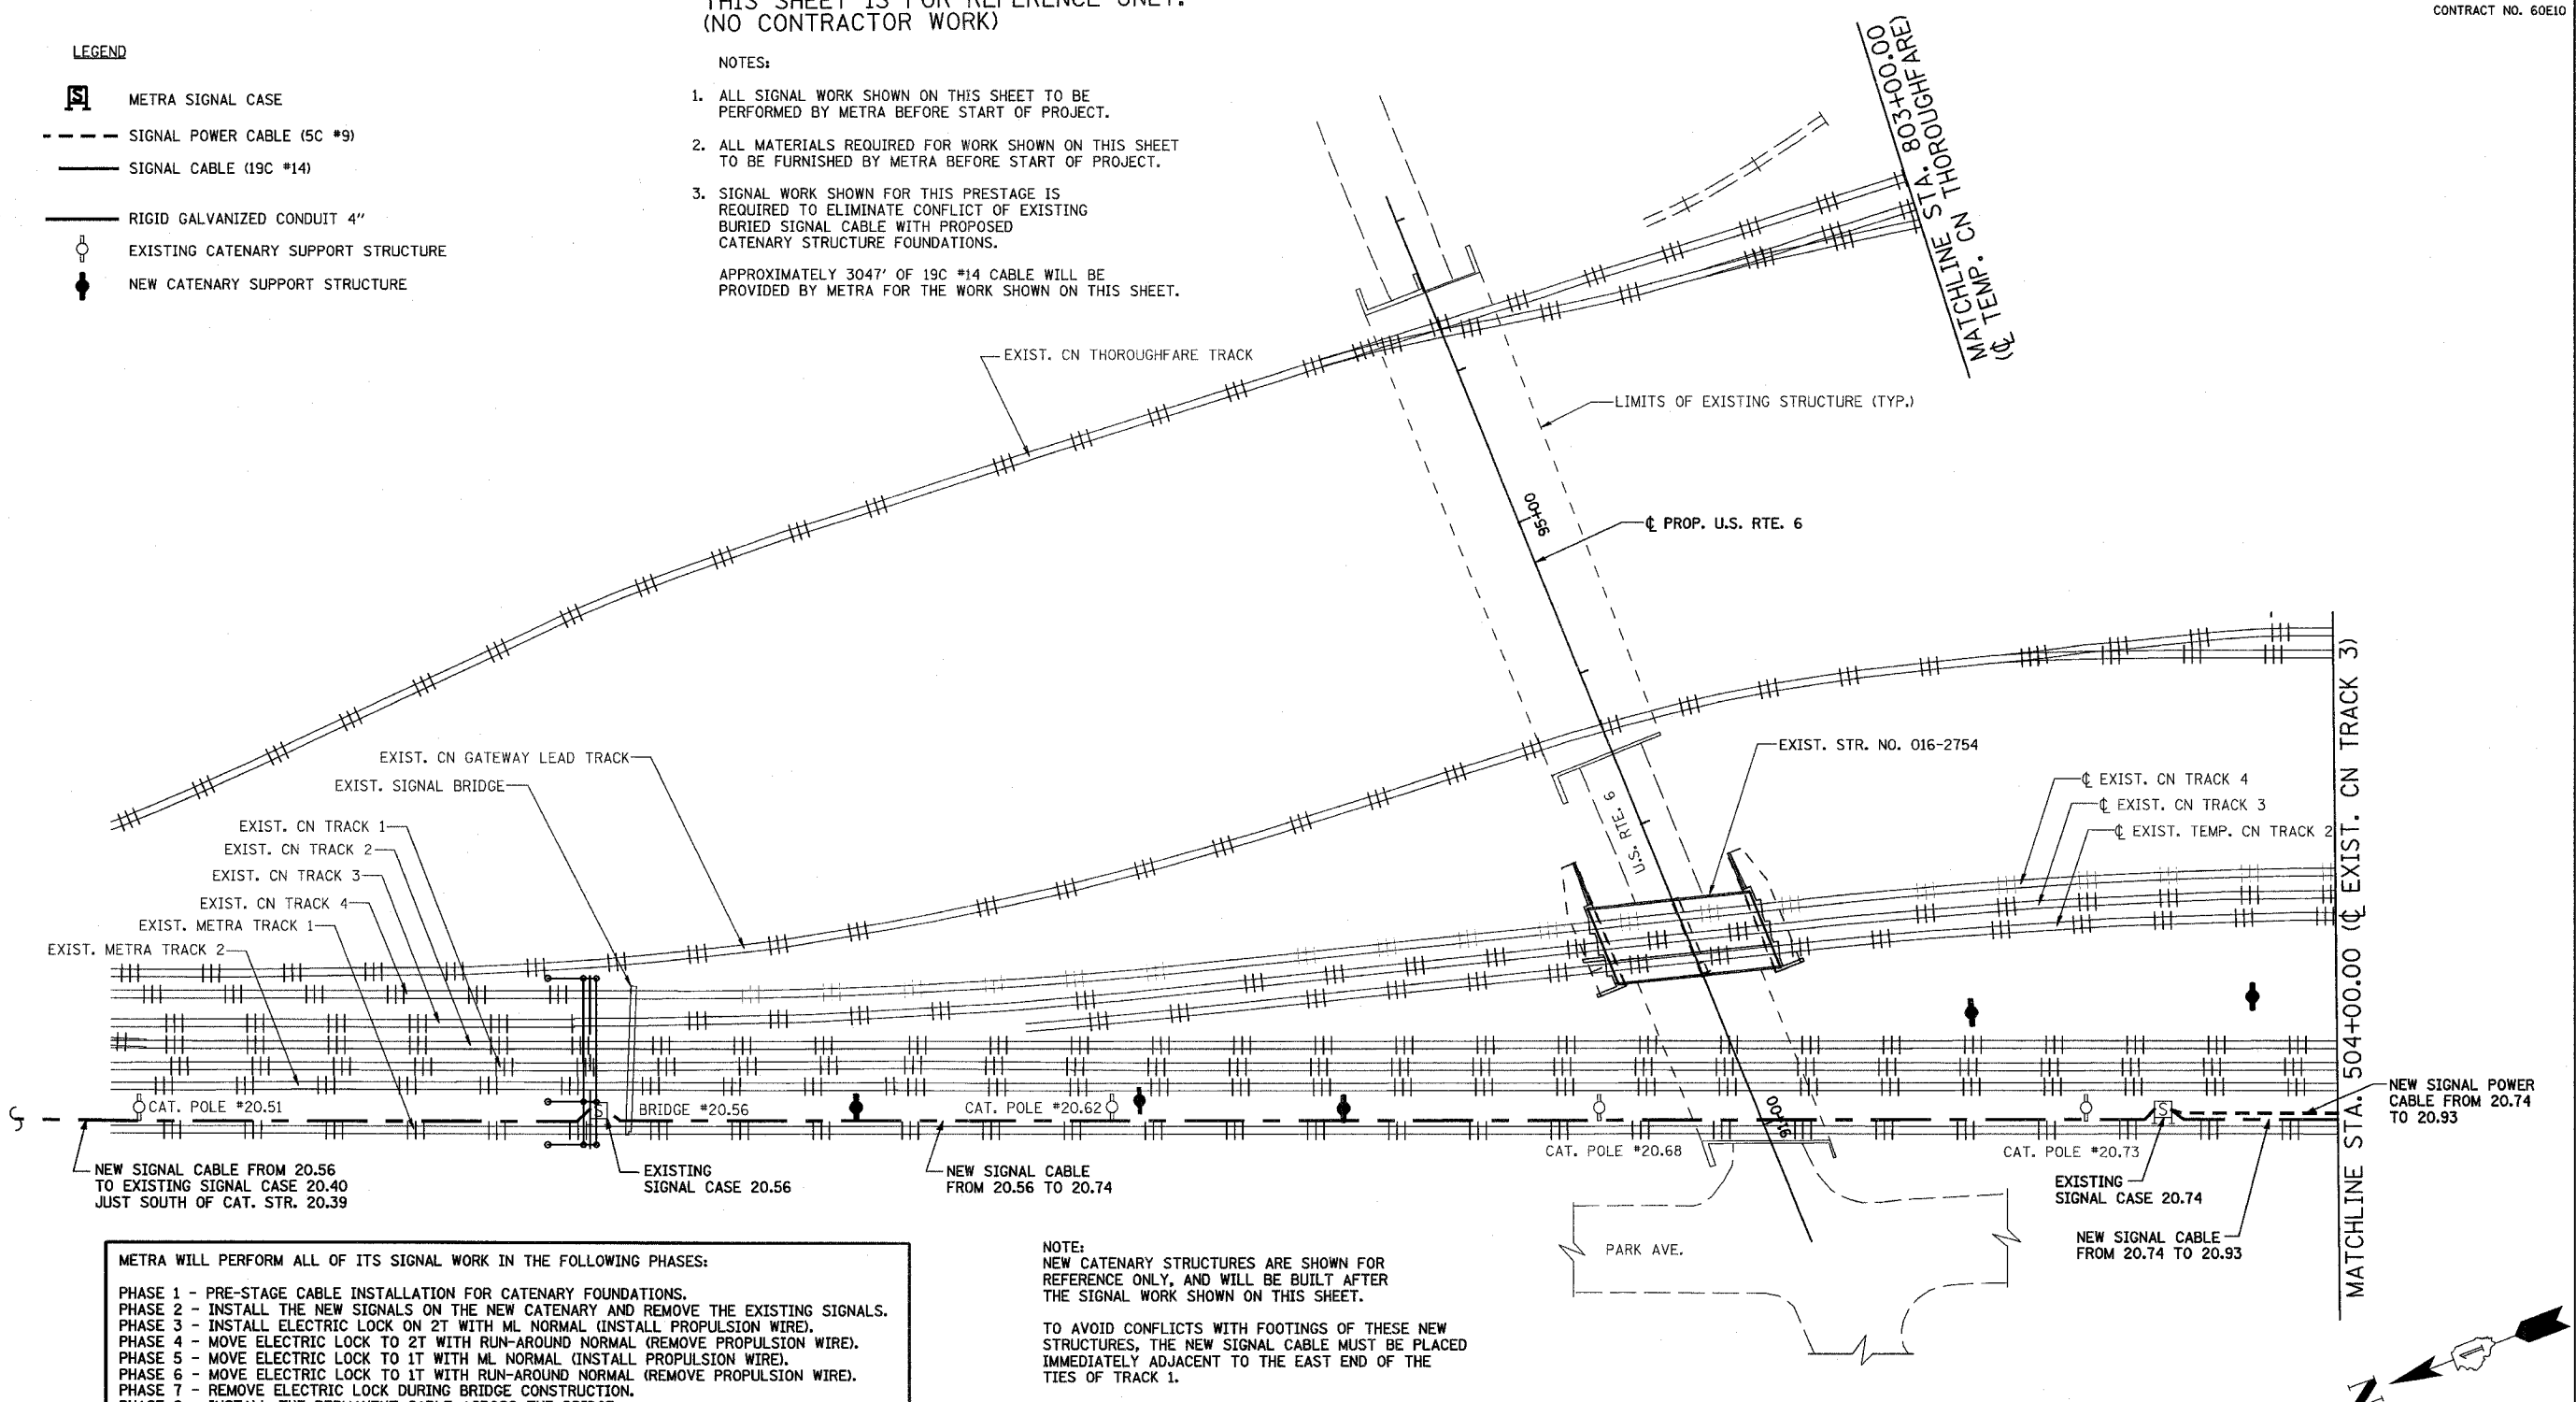 THIS SHEET IS FOR REFERENCE ONLY.
(NO CONTRACTOR WORK)
CONTRACT NO. 60E10
LEGEND
S METRA SIGNAL CASE
SIGNAL POWER CABLE (5C #9)
SIGNAL CABLE (19C #14)
RIGID GALVANIZED CONDUIT 4"
EXISTING CATENARY SUPPORT STRUCTURE
NEW CATENARY SUPPORT STRUCTURE
NOTES:
1. ALL SIGNAL WORK SHOWN ON THIS SHEET TO BE
PERFORMED BY METRA BEFORE START OF PROJECT.
2. ALL MATERIALS REQUIRED FOR WORK SHOWN ON THIS SHEET
TO BE FURNISHED BY METRA BEFORE START OF PROJECT.
3. SIGNAL WORK SHOWN FOR THIS PRESTAGE IS
REQUIRED TO ELIMINATE CONFLICT OF EXISTING
BURIED SIGNAL CABLE WITH PROPOSED
CATENARY STRUCTURE FOUNDATIONS.
APPROXIMATELY 3047' OF 19C #14 CABLE WILL BE
PROVIDED BY METRA FOR THE WORK SHOWN ON THIS SHEET.
MATCHLINE STA. 803+00.00
(℄ TEMP. CN THOROUGHFARE)
EXIST. CN THOROUGHFARE TRACK
LIMITS OF EXISTING STRUCTURE (TYP.)
95+00
℄ PROP. U.S. RTE. 6
EXIST. CN GATEWAY LEAD TRACK
EXIST. SIGNAL BRIDGE
EXIST. CN TRACK 1
EXIST. CN TRACK 2
EXIST. CN TRACK 3
EXIST. CN TRACK 4
EXIST. METRA TRACK 1
EXIST. METRA TRACK 2
U.S. RTE. 6
EXIST. STR. NO. 016-2754
℄ EXIST. CN TRACK 4
℄ EXIST. CN TRACK 3
℄ EXIST. TEMP. CN TRACK 2
MATCHLINE STA. 504+00.00 (℄ EXIST. CN TRACK 3)
CAT. POLE #20.51
S
BRIDGE #20.56
CAT. POLE #20.62
CAT. POLE #20.68
91+00
CAT. POLE #20.73
S
NEW SIGNAL POWER
CABLE FROM 20.74
TO 20.93
NEW SIGNAL CABLE FROM 20.56
TO EXISTING SIGNAL CASE 20.40
JUST SOUTH OF CAT. STR. 20.39
EXISTING
SIGNAL CASE 20.56
NEW SIGNAL CABLE
FROM 20.56 TO 20.74
EXISTING
SIGNAL CASE 20.74
NEW SIGNAL CABLE
FROM 20.74 TO 20.93
PARK AVE.
METRA WILL PERFORM ALL OF ITS SIGNAL WORK IN THE FOLLOWING PHASES:
PHASE 1 - PRE-STAGE CABLE INSTALLATION FOR CATENARY FOUNDATIONS.
PHASE 2 - INSTALL THE NEW SIGNALS ON THE NEW CATENARY AND REMOVE THE EXISTING SIGNALS.
PHASE 3 - INSTALL ELECTRIC LOCK ON 2T WITH ML NORMAL (INSTALL PROPULSION WIRE).
PHASE 4 - MOVE ELECTRIC LOCK TO 2T WITH RUN-AROUND NORMAL (REMOVE PROPULSION WIRE).
PHASE 5 - MOVE ELECTRIC LOCK TO 1T WITH ML NORMAL (INSTALL PROPULSION WIRE).
PHASE 6 - MOVE ELECTRIC LOCK TO 1T WITH RUN-AROUND NORMAL (REMOVE PROPULSION WIRE).
PHASE 7 - REMOVE ELECTRIC LOCK DURING BRIDGE CONSTRUCTION.
NOTE:
NEW CATENARY STRUCTURES ARE SHOWN FOR
REFERENCE ONLY, AND WILL BE BUILT AFTER
THE SIGNAL WORK SHOWN ON THIS SHEET.
TO AVOID CONFLICTS WITH FOOTINGS OF THESE NEW
STRUCTURES, THE NEW SIGNAL CABLE MUST BE PLACED
IMMEDIATELY ADJACENT TO THE EAST END OF THE
TIES OF TRACK 1.